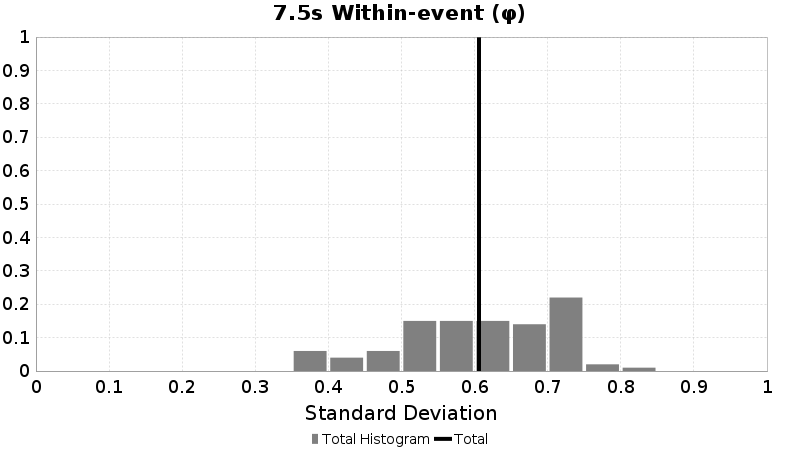 7.5s Within-event (φ)
1
0.9
0.8
0.7
0.6
0.5
0.4
0.3
0.2
0.1
0
0 0.1 0.2 0.3 0.4 0.5 0.6 0.7 0.8 0.9 1
Standard Deviation
Total Histogram Total